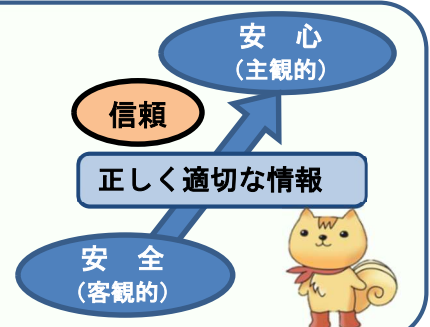 安　心
（主観的）
信頼
正しく適切な情報
安　全
（客観的）